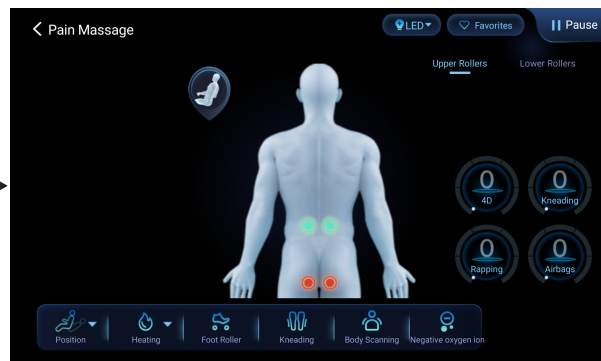 Pain Massage
LED
Favorites
Pause
Upper Rollers
Lower Rollers
0
4D
0
Kneading
0
Rapping
0
Airbags
Position
Heating
Foot Roller
Kneading
Body Scanning
Negative oxygen ion